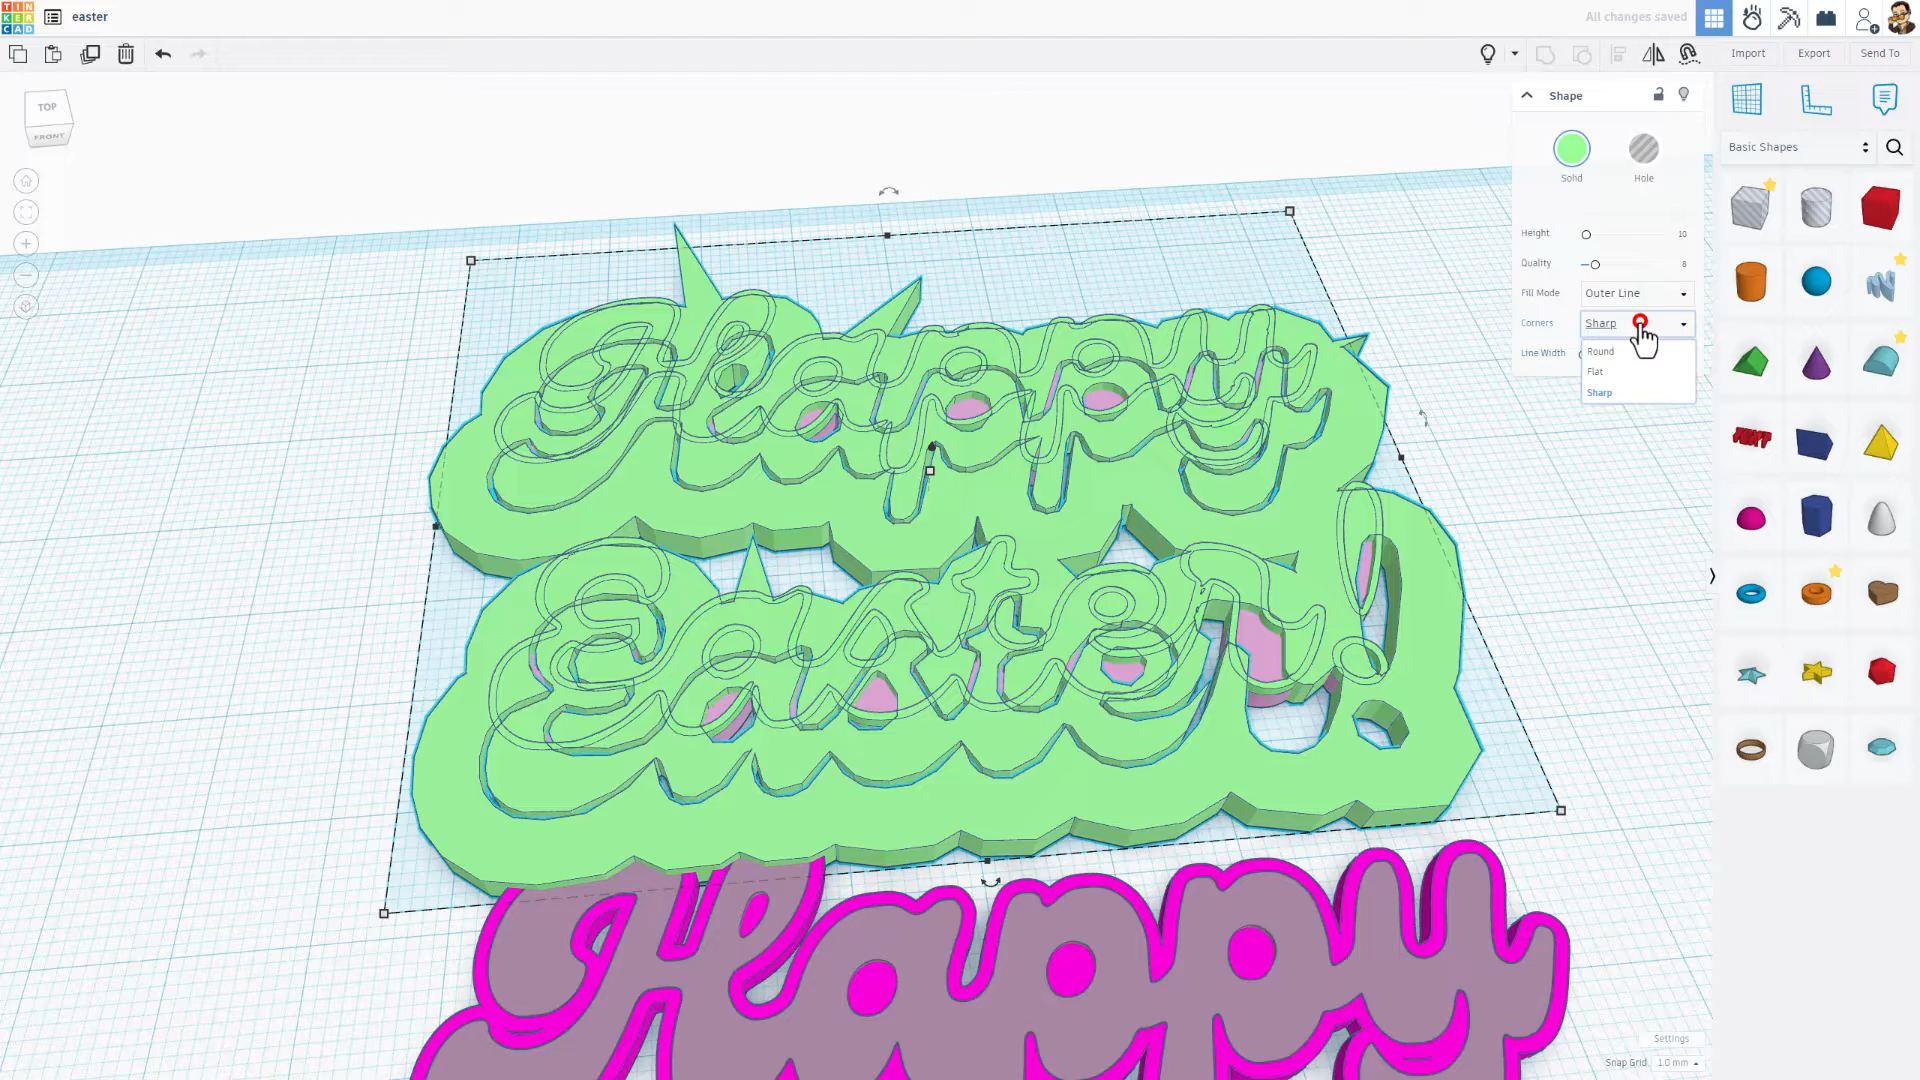 TIN
KER
CAD
easter
All changes saved
Import
Export
Send To
TOP
FRONT
Shape
Solid
Hole
Height
10
Quality
8
Fill Mode
Outer Line
Corners
Sharp
Line Width
Round
Flat
Sharp
Basic Shapes
TEXT
Happy
Easter!
Happy
Settings
Snap Grid
1.0 mm